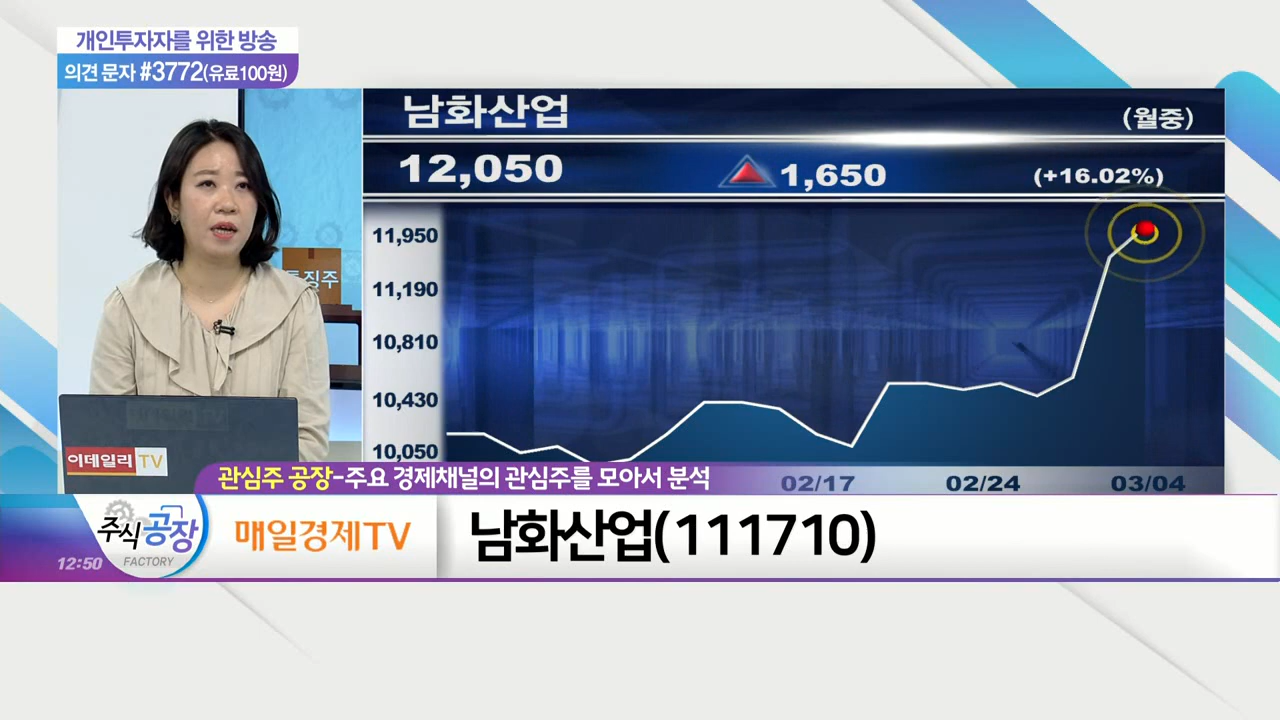 개인투자자를 위한 방송
의견 문자 #3772(유료100원)
남화산업
(월중)
12,050
1,650
(+16.02%)
11,950
11,190
10,810
10,430
10,050
02/17
02/24
03/04
특징주
이데일리 TV
관심주 공장-주요 경제채널의 관심주를 모아서 분석
주식공장
FACTORY
12:50
매일경제TV
남화산업(111710)